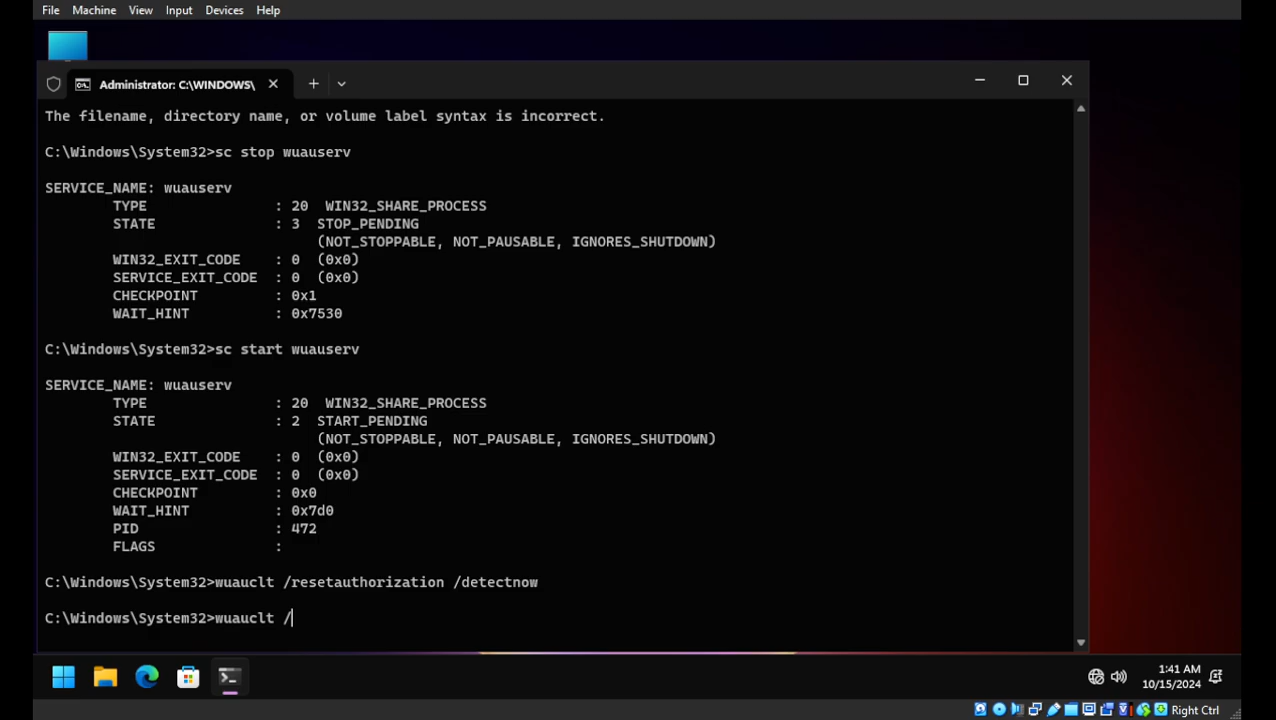 File Machine View Input Devices Help
Administrator: C:\WINDOWS\
The filename, directory name, or volume label syntax is incorrect.
C:\Windows\System32>sc stop wuauserv
SERVICE_NAME: wuauserv
TYPE : 20 WIN32_SHARE_PROCESS
STATE : 3 STOP_PENDING
(NOT_STOPPABLE, NOT_PAUSABLE, IGNORES_SHUTDOWN)
WIN32_EXIT_CODE : 0 (0x0)
SERVICE_EXIT_CODE : 0 (0x0)
CHECKPOINT : 0x1
WAIT_HINT : 0x7530
C:\Windows\System32>sc start wuauserv
SERVICE_NAME: wuauserv
TYPE : 20 WIN32_SHARE_PROCESS
STATE : 2 START_PENDING
(NOT_STOPPABLE, NOT_PAUSABLE, IGNORES_SHUTDOWN)
WIN32_EXIT_CODE : 0 (0x0)
SERVICE_EXIT_CODE : 0 (0x0)
CHECKPOINT : 0x0
WAIT_HINT : 0x7d0
PID : 472
FLAGS :
C:\Windows\System32>wuauclt /resetauthorization /detectnow
C:\Windows\System32>wuauclt /
1:41 AM
10/15/2024
Right Ctrl